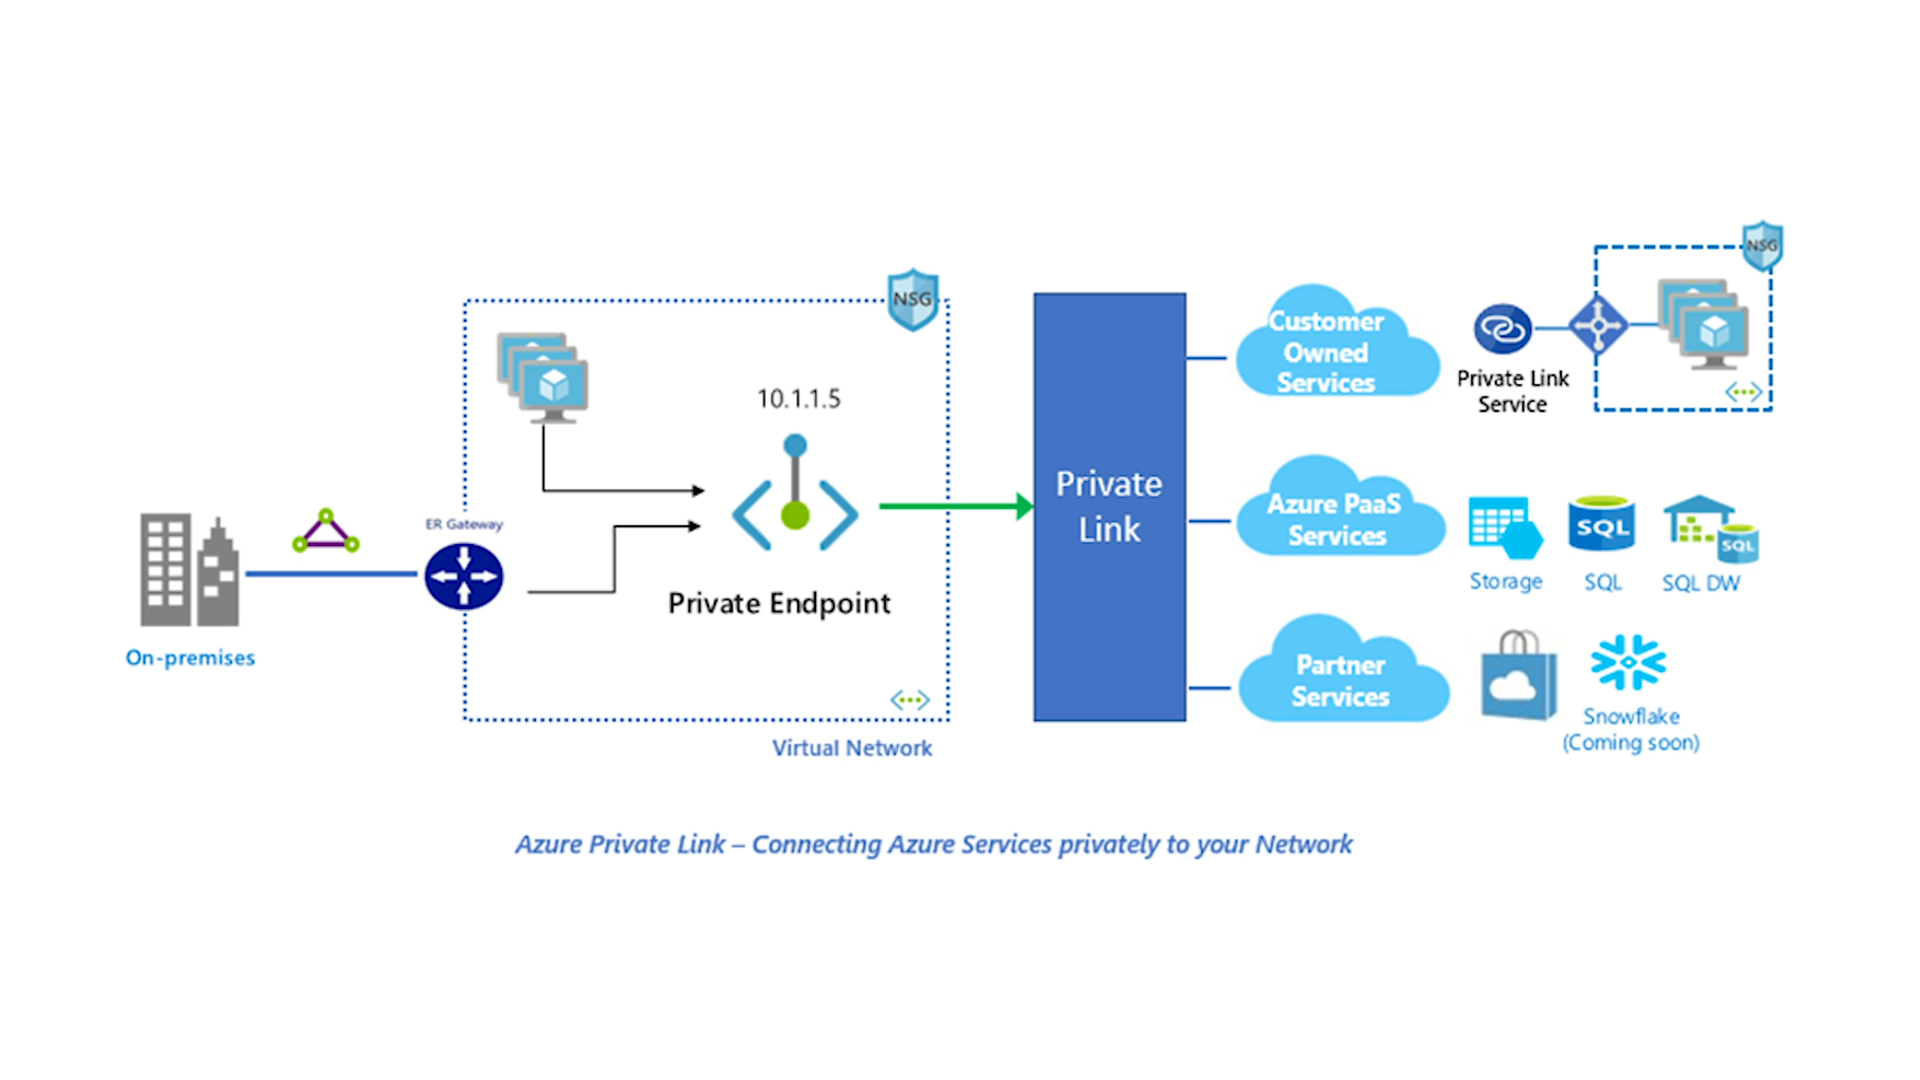 NSG
10.1.1.5
ER Gateway
Private Endpoint
On-premises
Virtual Network
Private
Link
Customer
Owned
Services
Private Link
Service
NSG
Azure PaaS
Services
Storage
SQL
SQL
SQL
SQL DW
Partner
Services
Snowflake
(Coming soon)
Azure Private Link – Connecting Azure Services privately to your Network